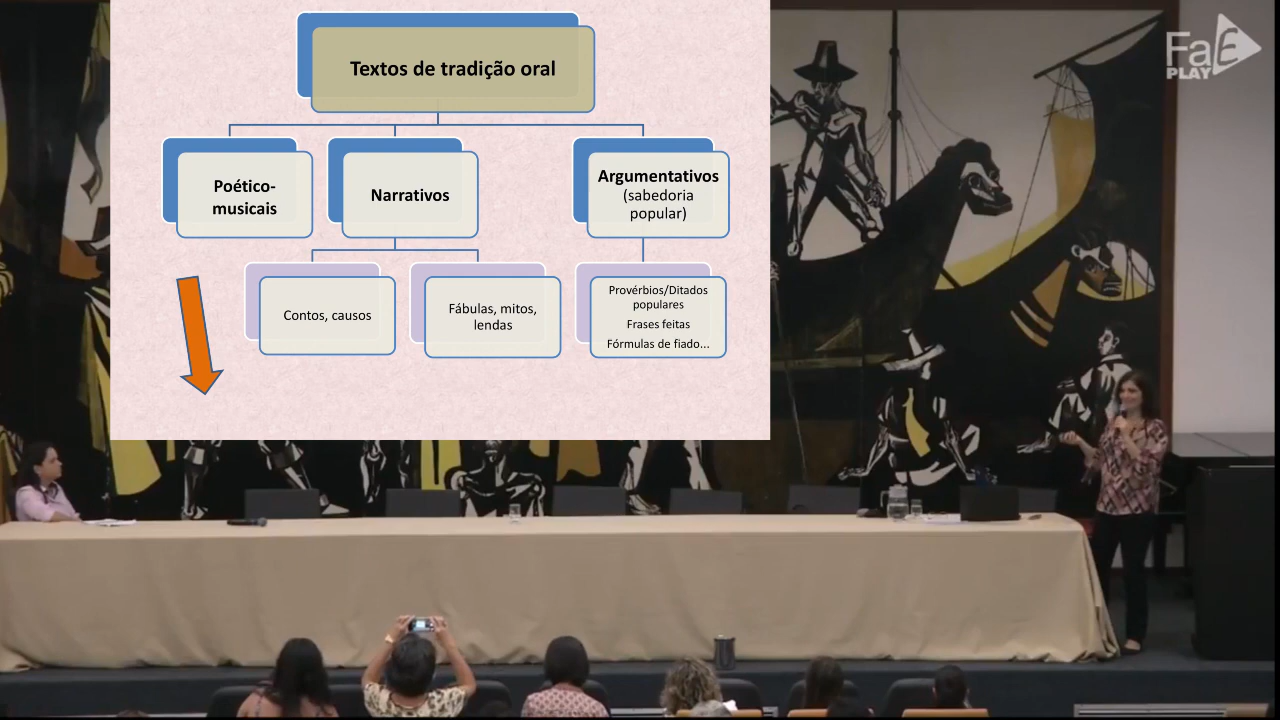 Textos de tradição oral
Poético-
musicais
Narrativos
Argumentativos
(sabedoria
popular)
Contos, causos
Fábulas, mitos,
lendas
Provérbios/Ditados
populares
Frases feitas
Fórmulas de fiado...
FaE
PLAY